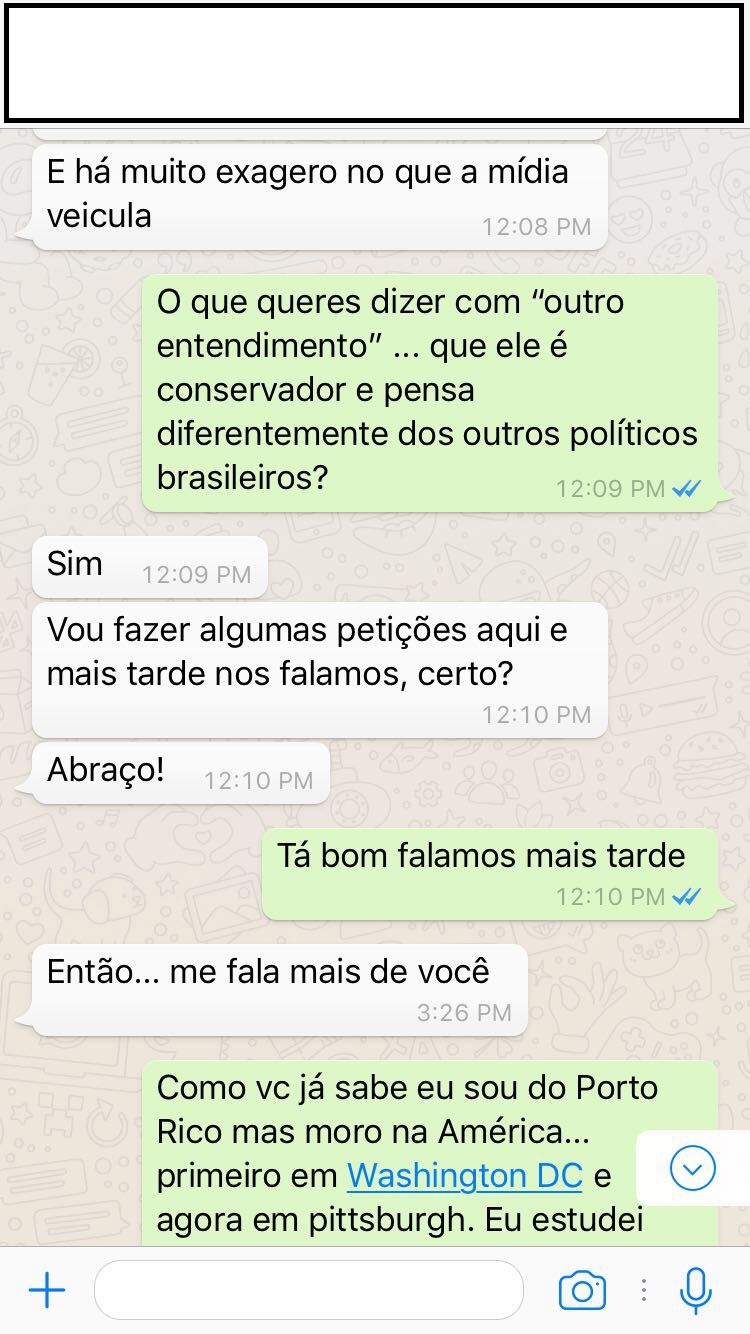 E há muito exagero no que a mídia
veicula
12:08 PM
O que queres dizer com “outro
entendimento” ... que ele é
conservador e pensa
diferentemente dos outros políticos
brasileiros?
12:09 PM
Sim
12:09 PM
Vou fazer algumas petições aqui e
mais tarde nos falamos, certo?
12:10 PM
Abraço!
12:10 PM
Tá bom falamos mais tarde
12:10 PM
Então... me fala mais de você
3:26 PM
Como vc já sabe eu sou do Porto
Rico mas moro na América...
primeiro em Washington DC e
agora em pittsburgh. Eu estudei